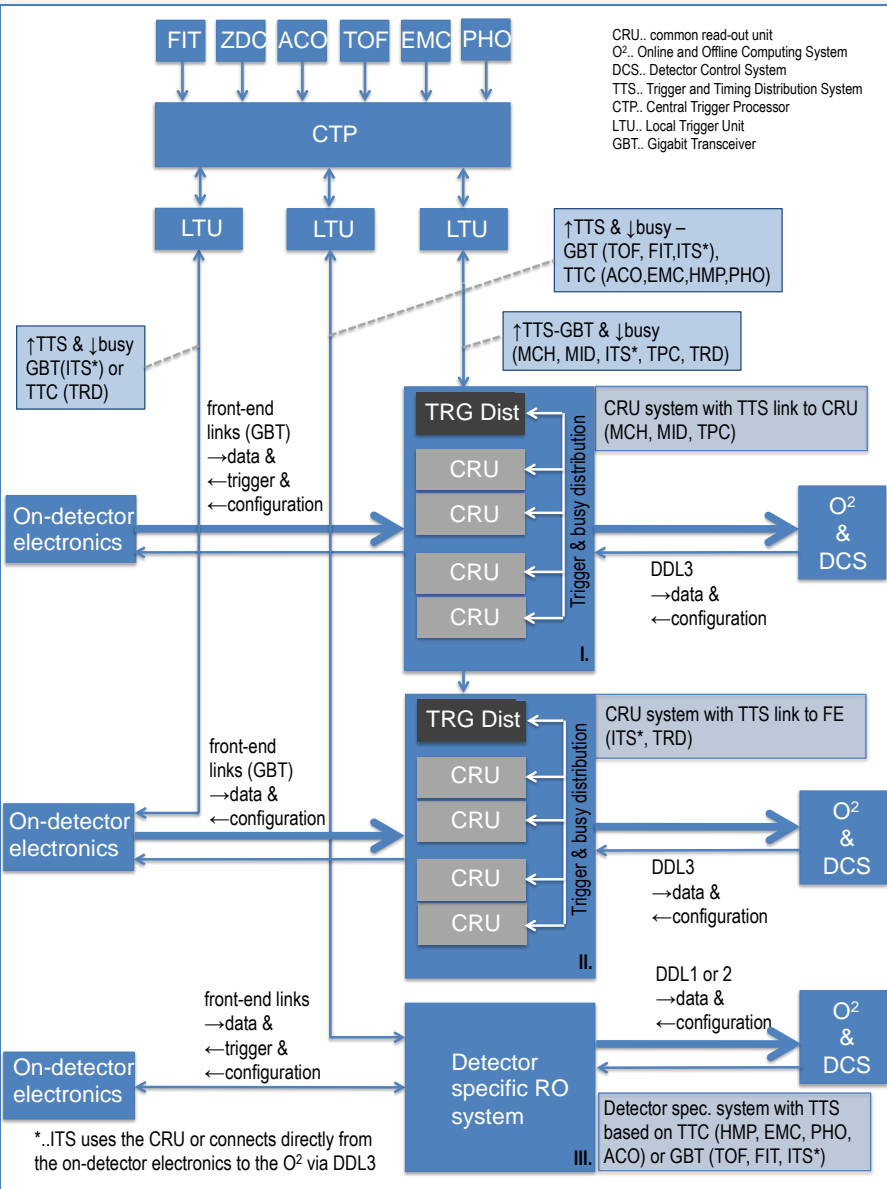 FIT
ZDC
ACO
TOF
EMC
PHO
CRU.. common read-out unit
O².. Online and Offline Computing System
DCS.. Detector Control System
TTS.. Trigger and Timing Distribution System
CTP.. Central Trigger Processor
LTU.. Local Trigger Unit
GBT.. Gigabit Transceiver
CTP
LTU
LTU
LTU
↑TTS & ↓busy –
GBT (TOF, FIT,ITS*),
TTC (ACO,EMC,HMP,PHO)
↑TTS & ↓busy
GBT(ITS*) or
TTC (TRD)
↑TTS-GBT & ↓busy
(MCH, MID, ITS*, TPC, TRD)
front-end
links (GBT)
→data &
←trigger &
←configuration
TRG Dist
CRU
CRU
CRU
CRU
Trigger & busy distribution
I.
CRU system with TTS link to CRU
(MCH, MID, TPC)
On-detector
electronics
O²
&
DCS
DDL3
→data &
←configuration
TRG Dist
CRU
CRU
CRU
CRU
Trigger & busy distribution
II.
CRU system with TTS link to FE
(ITS*, TRD)
front-end
links (GBT)
→data &
←configuration
On-detector
electronics
O²
&
DCS
DDL3
→data &
←configuration
DDL1 or 2
→data &
←configuration
front-end links
→data &
←trigger &
←configuration
On-detector
electronics
Detector
specific RO
system
III.
O²
&
DCS
Detector spec. system with TTS
based on TTC (HMP, EMC, PHO,
ACO) or GBT (TOF, FIT, ITS*)
*..ITS uses the CRU or connects directly from
the on-detector electronics to the O² via DDL3